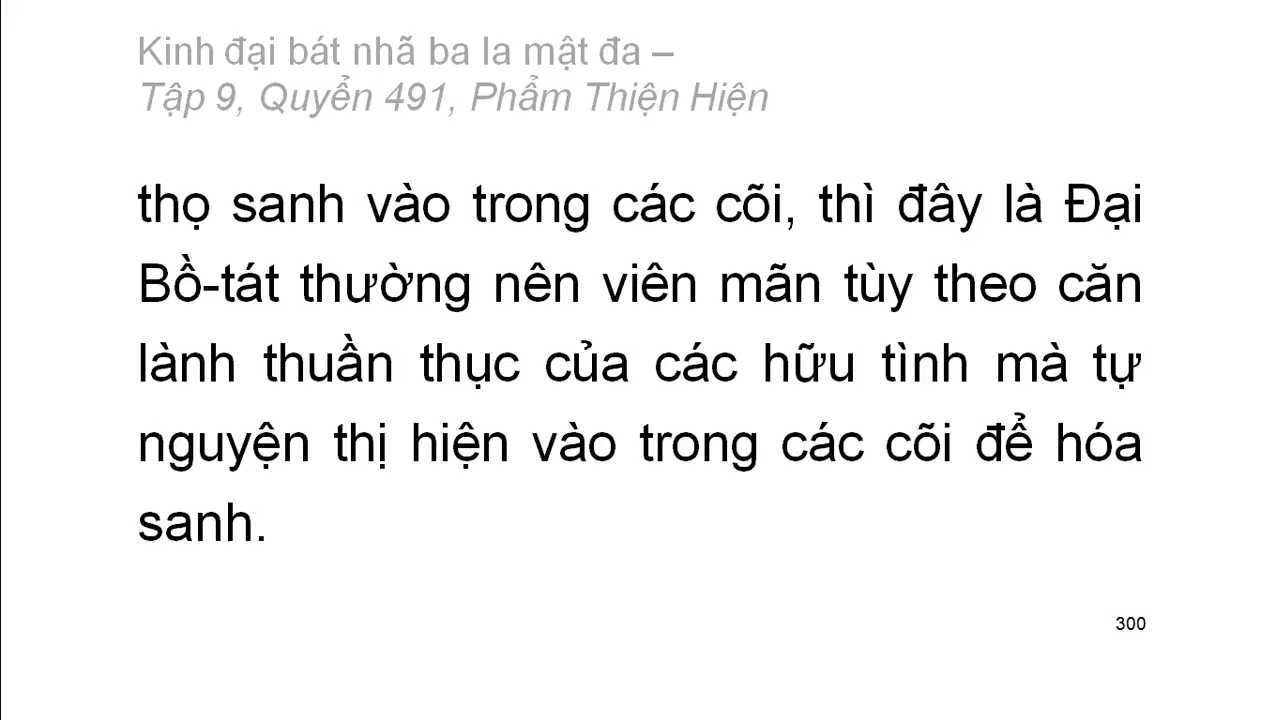 Kinh đại bát nhã ba la mật đa –
Tập 9, Quyển 491, Phẩm Thiện Hiện
thọ sanh vào trong các cõi, thì đây là Đại
Bồ-tát thường nên viên mãn tùy theo căn
lành thuần thục của các hữu tình mà tự
nguyện thị hiện vào trong các cõi để hóa
sanh.
300